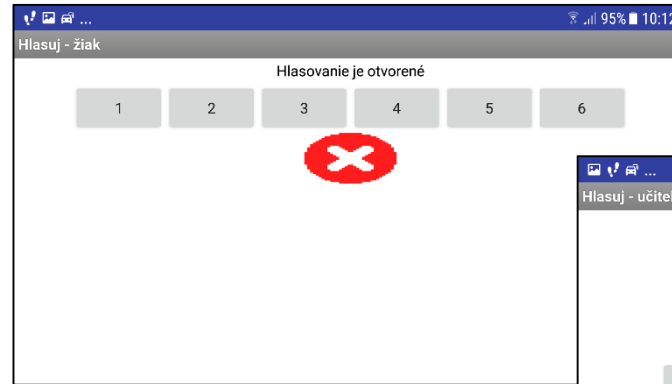 ... 95% 10:12
Hlasuj - žiak
Hlasovanie je otvorené
1 2 3 4 5 6
...
Hlasuj - učitel